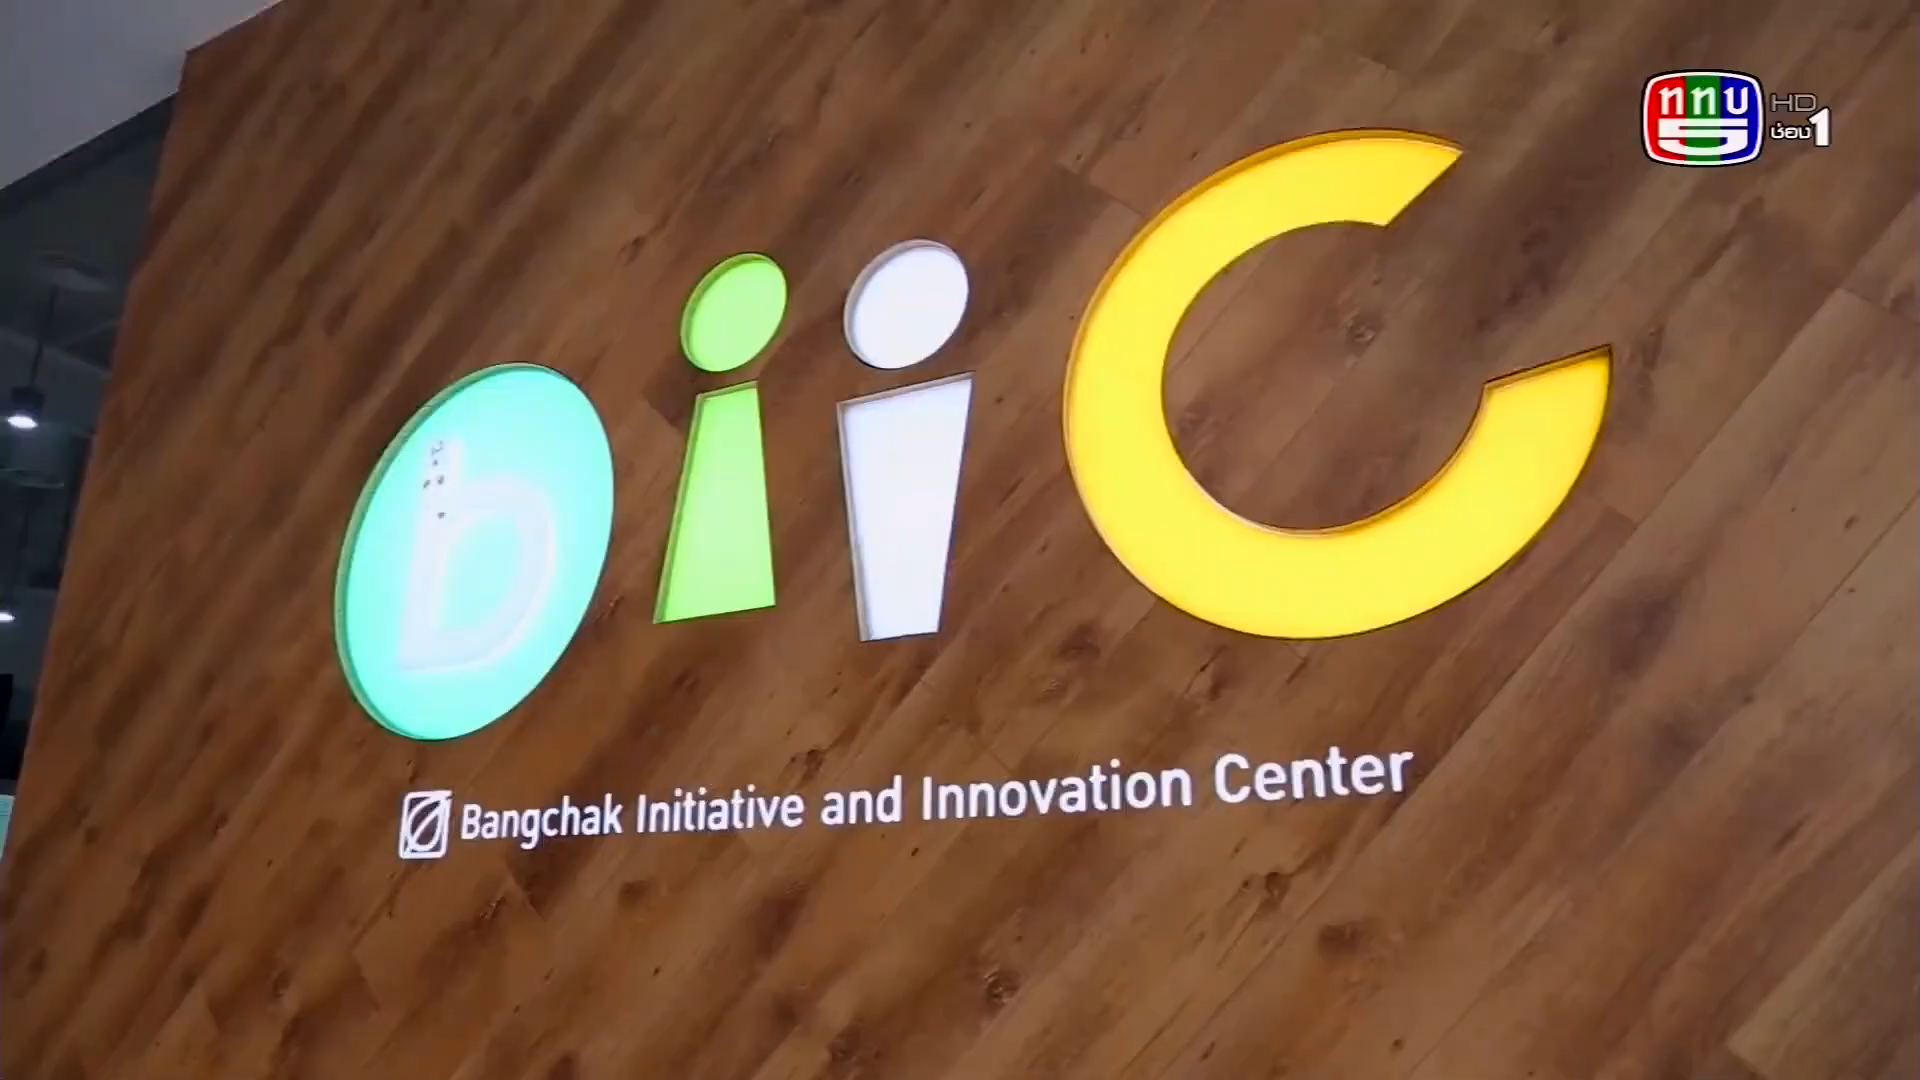 ททบ
5
HD
ช่อง1
biic
Bangchak Initiative and Innovation Center